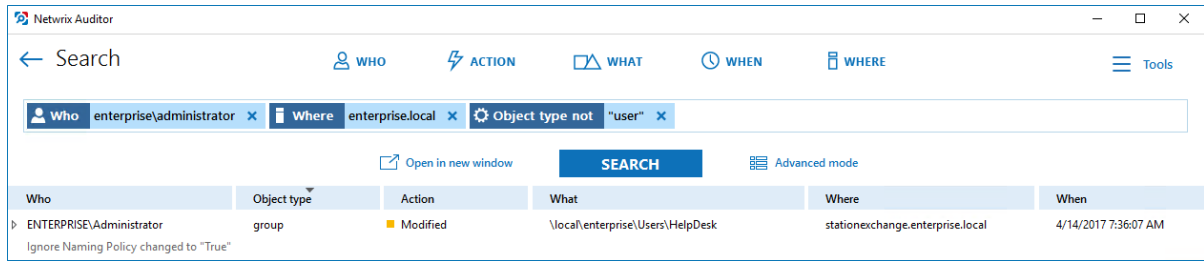 Netwrix Auditor
Search WHO ACTION WHAT WHEN WHERE Tools
Who enterprise\administrator × Where enterprise.local × Object type not "user" ×
Open in new window SEARCH Advanced mode
Who Object type Action What Where When
ENTERPRISE\Administrator group Modified \local\enterprise\Users\HelpDesk stationexchange.enterprise.local 4/14/2017 7:36:07 AM
Ignore Naming Policy changed to "True"